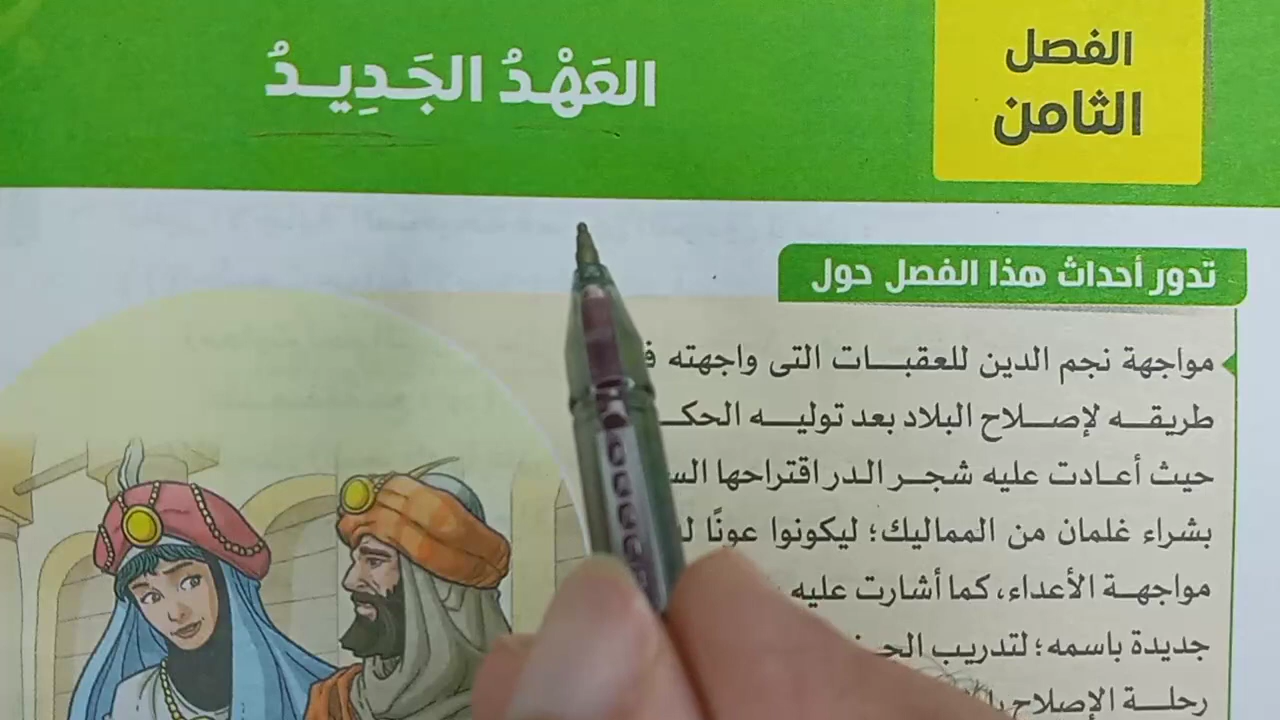 الفصل
الثامن
العَهْدُ الجَدِيدُ
تدور أحداث هذا الفصل حول
مواجهة نجم الدين للعقبات التى واجهته
طريقه لإصلاح البلاد بعد توليه
حيث أعادت عليه شجر الدر اقتراحها
بشراء غلمان من المماليك؛ ليكونوا عونًا
مواجهة الأعداء، كما أشارت عليه
جديدة باسمه؛ لتدريب
رحلة الإصلاح